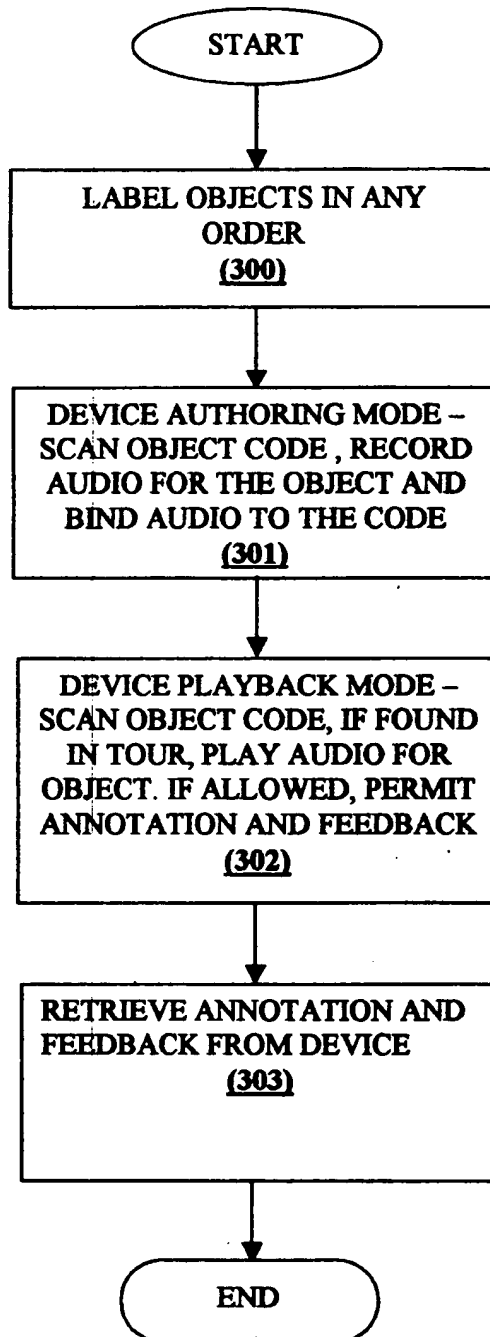 START
LABEL OBJECTS IN ANY
ORDER
(300)
DEVICE AUTHORING MODE –
SCAN OBJECT CODE , RECORD
AUDIO FOR THE OBJECT AND
BIND AUDIO TO THE CODE
(301)
DEVICE PLAYBACK MODE –
SCAN OBJECT CODE, IF FOUND
IN TOUR, PLAY AUDIO FOR
OBJECT. IF ALLOWED, PERMIT
ANNOTATION AND FEEDBACK
(302)
RETRIEVE ANNOTATION AND
FEEDBACK FROM DEVICE
(303)
END